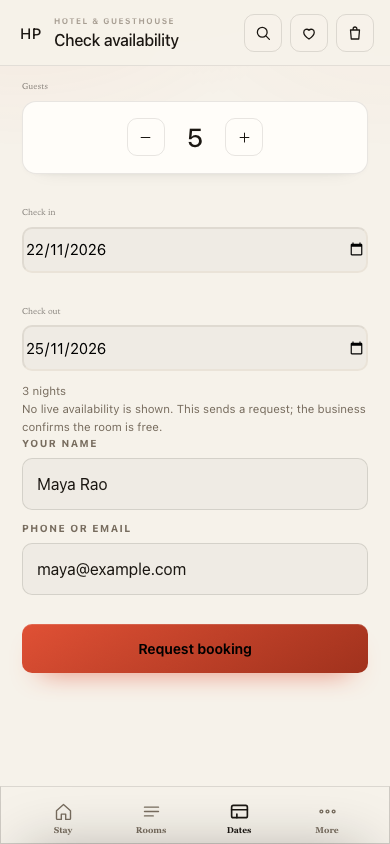 HP
HOTEL & GUESTHOUSE
Check availability
Guests
− 5 +
Check in
22/11/2026
Check out
25/11/2026
3 nights
No live availability is shown. This sends a request; the business
confirms the room is free.
YOUR NAME
Maya Rao
PHONE OR EMAIL
maya@example.com
Request booking
Stay Rooms Dates More